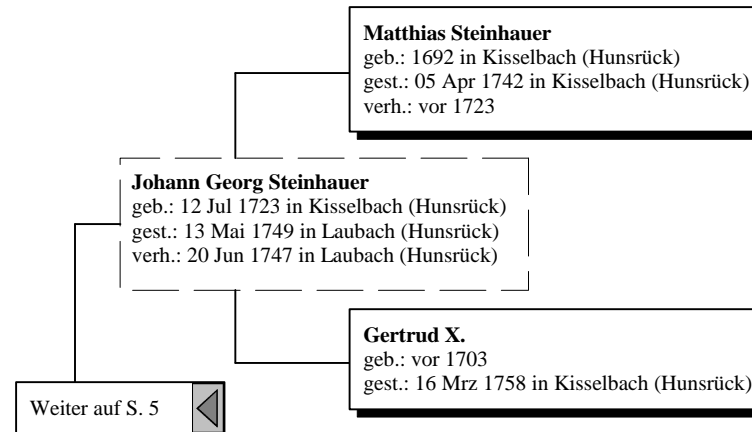 Matthias Steinhauer
geb.: 1692 in Kisselbach (Hunsrück)
gest.: 05 Apr 1742 in Kisselbach (Hunsrück)
verh.: vor 1723
Johann Georg Steinhauer
geb.: 12 Jul 1723 in Kisselbach (Hunsrück)
gest.: 13 Mai 1749 in Laubach (Hunsrück)
verh.: 20 Jun 1747 in Laubach (Hunsrück)
Gertrud X.
geb.: vor 1703
gest.: 16 Mrz 1758 in Kisselbach (Hunsrück)
Weiter auf S. 5